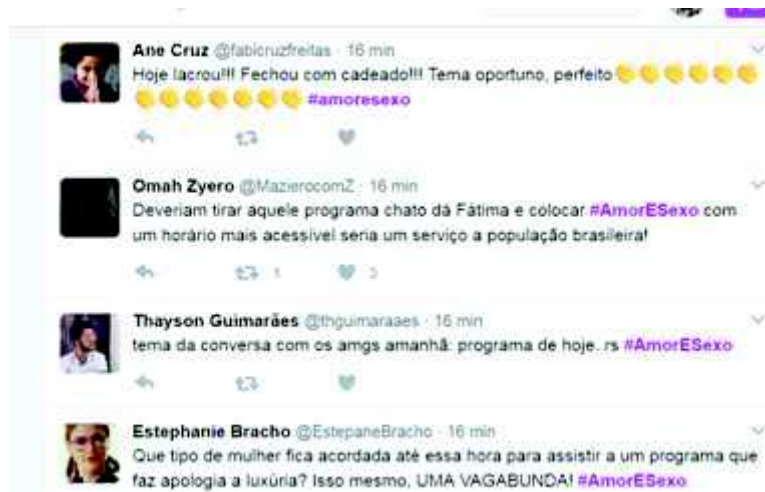 Ane Cruz @fabicruzfreitas · 16 min
Hoje lacrou!!! Fechou com cadeado!!! Tema oportuno, perfeito👏👏👏👏👏👏
👏👏👏👏👏👏👏 #amoresexo
Omah Zyero @MazierocomZ · 16 min
Deveriam tirar aquele programa chato dá Fátima e colocar #AmorESexo com
um horário mais acessível seria um serviço a população brasileira!
1 3
Thayson Guimarães @thguimaraaes · 16 min
tema da conversa com os amgs amanhã: programa de hoje. rs #AmorESexo
Estephanie Bracho @EstepaneBracho · 16 min
Que tipo de mulher fica acordada até essa hora para assistir a um programa que
faz apologia a luxúria? Isso mesmo, UMA VAGABUNDA! #AmorESexo